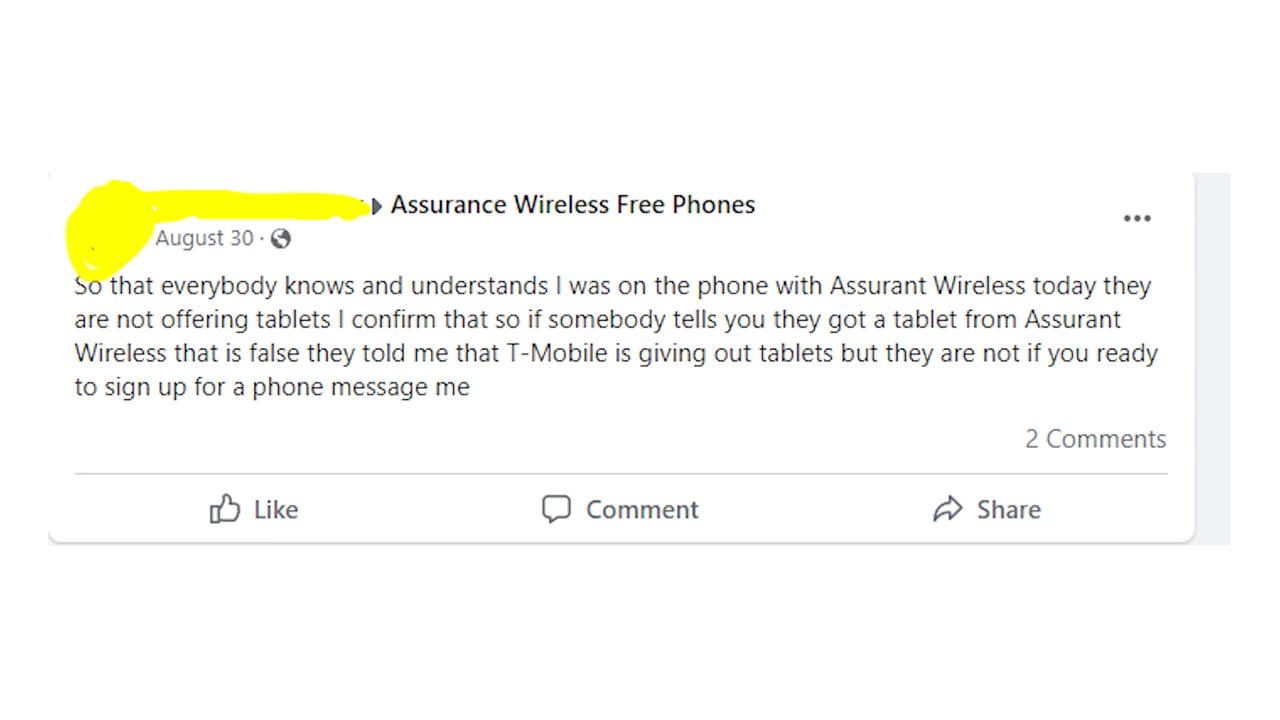 Assurance Wireless Free Phones
August 30 ·
So that everybody knows and understands I was on the phone with Assurant Wireless today they
are not offering tablets I confirm that so if somebody tells you they got a tablet from Assurant
Wireless that is false they told me that T-Mobile is giving out tablets but they are not if you ready
to sign up for a phone message me
2 Comments
Like Comment Share